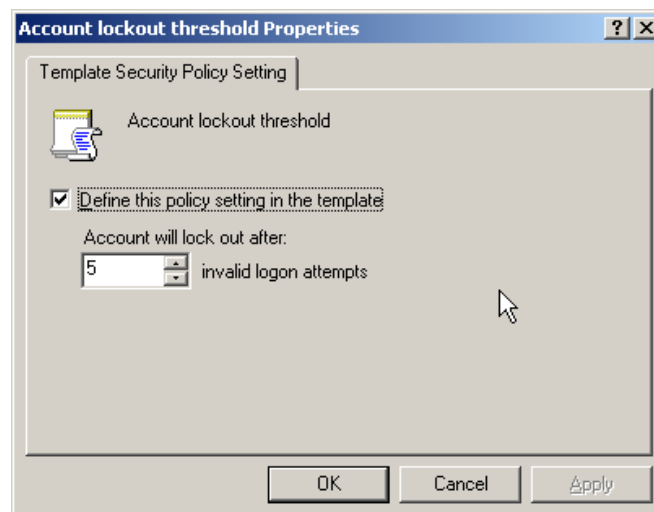 Account lockout threshold Properties
Template Security Policy Setting
Account lockout threshold
Define this policy setting in the template
Account will lock out after:
5 invalid logon attempts
OK Cancel Apply